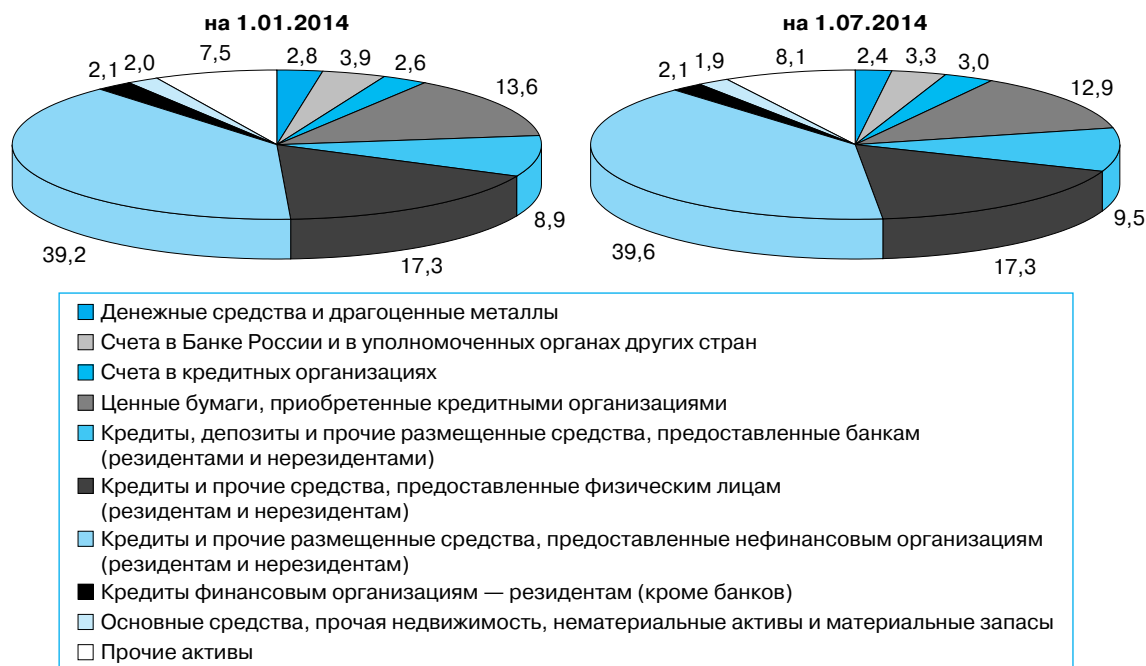 на 1.01.2014
2,1
2,0
7,5
2,8
3,9
2,6
13,6
8,9
17,3
39,2
на 1.07.2014
2,1
1,9
8,1
2,4
3,3
3,0
12,9
9,5
17,3
39,6
Денежные средства и драгоценные металлы
Счета в Банке России и в уполномоченных органах других стран
Счета в кредитных организациях
Ценные бумаги, приобретенные кредитными организациями
Кредиты, депозиты и прочие размещенные средства, предоставленные банкам
(резидентами и нерезидентами)
Кредиты и прочие средства, предоставленные физическим лицам
(резидентам и нерезидентам)
Кредиты и прочие размещенные средства, предоставленные нефинансовым организациям
(резидентам и нерезидентам)
Кредиты финансовым организациям — резидентам (кроме банков)
Основные средства, прочая недвижимость, нематериальные активы и материальные запасы
Прочие активы